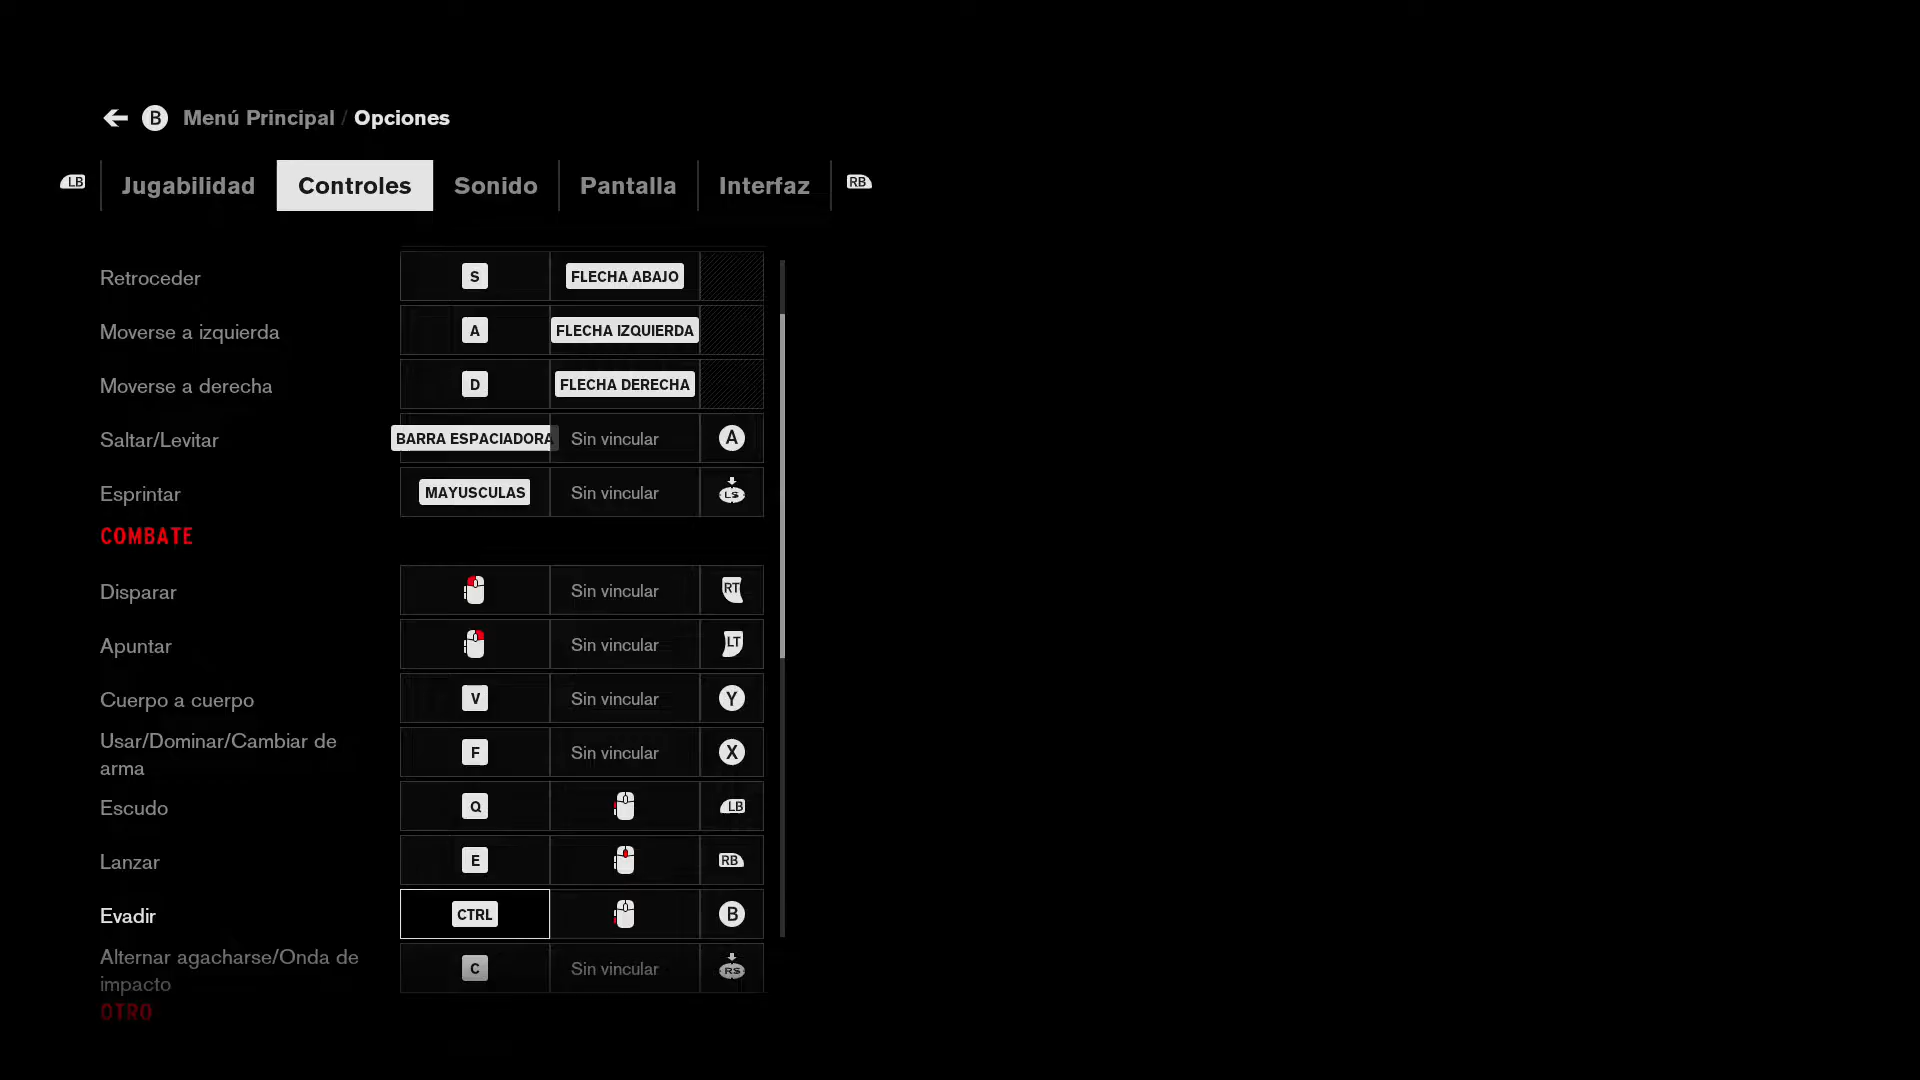 B Menú Principal / Opciones
LB Jugabilidad Controles Sonido Pantalla Interfaz RB
Retroceder S FLECHA ABAJO
Moverse a izquierda A FLECHA IZQUIERDA
Moverse a derecha D FLECHA DERECHA
Saltar/Levitar BARRA ESPACIADORA Sin vincular A
Esprintar MAYUSCULAS Sin vincular LS
COMBATE
Disparar Sin vincular RT
Apuntar Sin vincular LT
Cuerpo a cuerpo V Sin vincular Y
Usar/Dominar/Cambiar de
arma F Sin vincular X
Escudo Q LB
Lanzar E RB
Evadir CTRL B
Alternar agacharse/Onda de
impacto C Sin vincular RS
OTRO